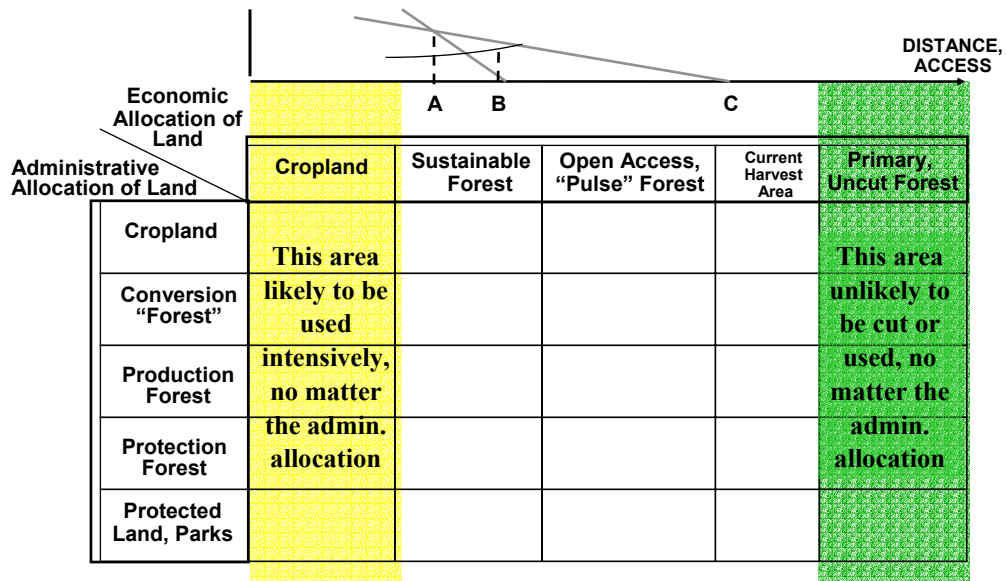 DISTANCE,
ACCESS
A B C
Economic
Allocation of
Land
Administrative
Allocation of Land
Cropland
Sustainable
Forest
Open Access,
“Pulse” Forest
Current
Harvest
Area
Primary,
Uncut Forest
Cropland
Conversion
“Forest”
Production
Forest
Protection
Forest
Protected
Land, Parks
This area
likely to be
used
intensively,
no matter
the admin.
allocation
This area
unlikely to
be cut or
used, no
matter the
admin.
allocation